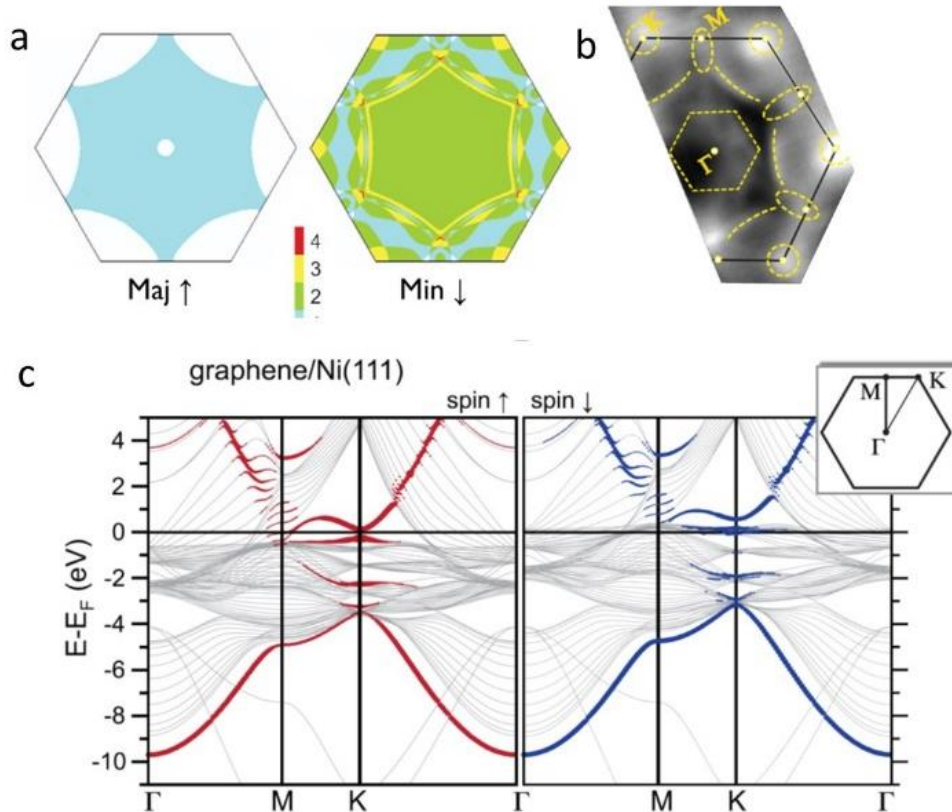 a
4
3
2
Maj ↑
Min ↓
b
K
M
Γ
c
graphene/Ni(111)
spin ↑
spin ↓
M
K
Γ
E-E_F (eV)
4
2
0
-2
-4
-6
-8
-10
Γ
M
K
Γ
M
K
Γ